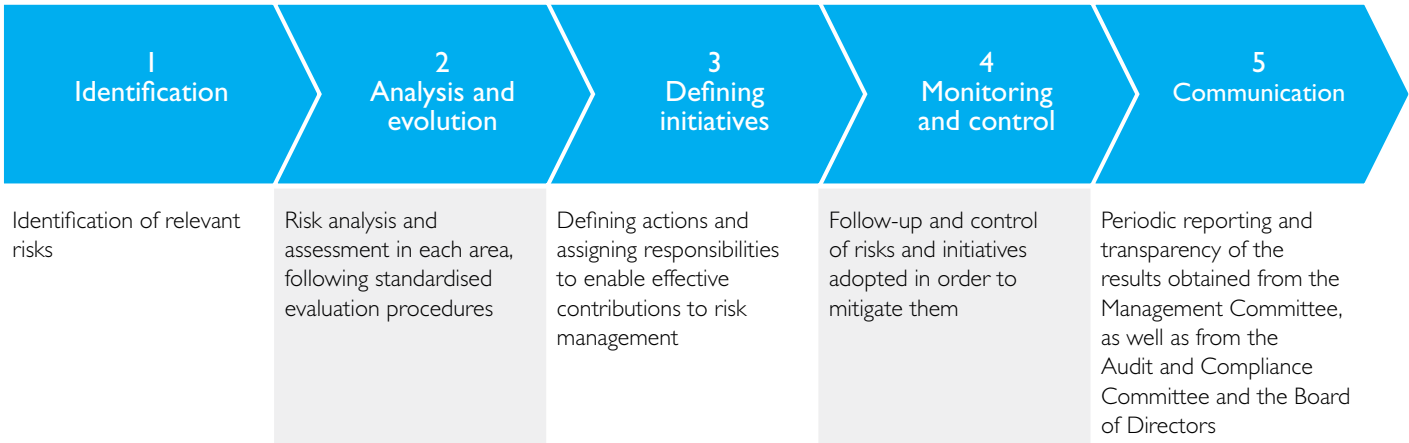 1
Identification
2
Analysis and
evolution
3
Defining
initiatives
4
Monitoring
and control
5
Communication
Identification of relevant
risks
Risk analysis and
assessment in each area,
following standardised
evaluation procedures
Defining actions and
assigning responsibilities
to enable effective
contributions to risk
management
Follow-up and control
of risks and initiatives
adopted in order to
mitigate them
Periodic reporting and
transparency of the
results obtained from the
Management Committee,
as well as from the
Audit and Compliance
Committee and the Board
of Directors